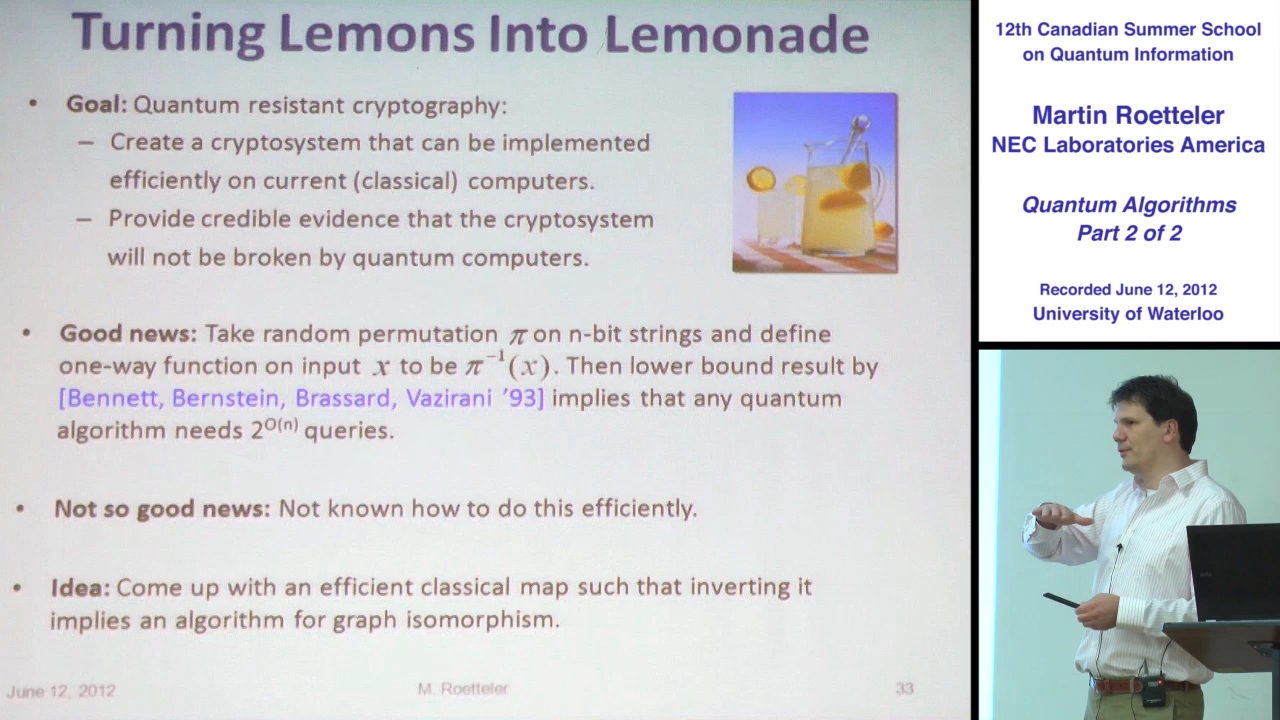 Turning Lemons Into Lemonade
• Goal: Quantum resistant cryptography:
– Create a cryptosystem that can be implemented
efficiently on current (classical) computers.
– Provide credible evidence that the cryptosystem
will not be broken by quantum computers.
• Good news: Take random permutation π on n-bit strings and define
one-way function on input x to be π⁻¹(x). Then lower bound result by
[Bennett, Bernstein, Brassard, Vazirani ’93] implies that any quantum
algorithm needs 2^O(n) queries.
• Not so good news: Not known how to do this efficiently.
• Idea: Come up with an efficient classical map such that inverting it
implies an algorithm for graph isomorphism.
June 12, 2012
M. Roetteler
33
12th Canadian Summer School
on Quantum Information
Martin Roetteler
NEC Laboratories America
Quantum Algorithms
Part 2 of 2
Recorded June 12, 2012
University of Waterloo